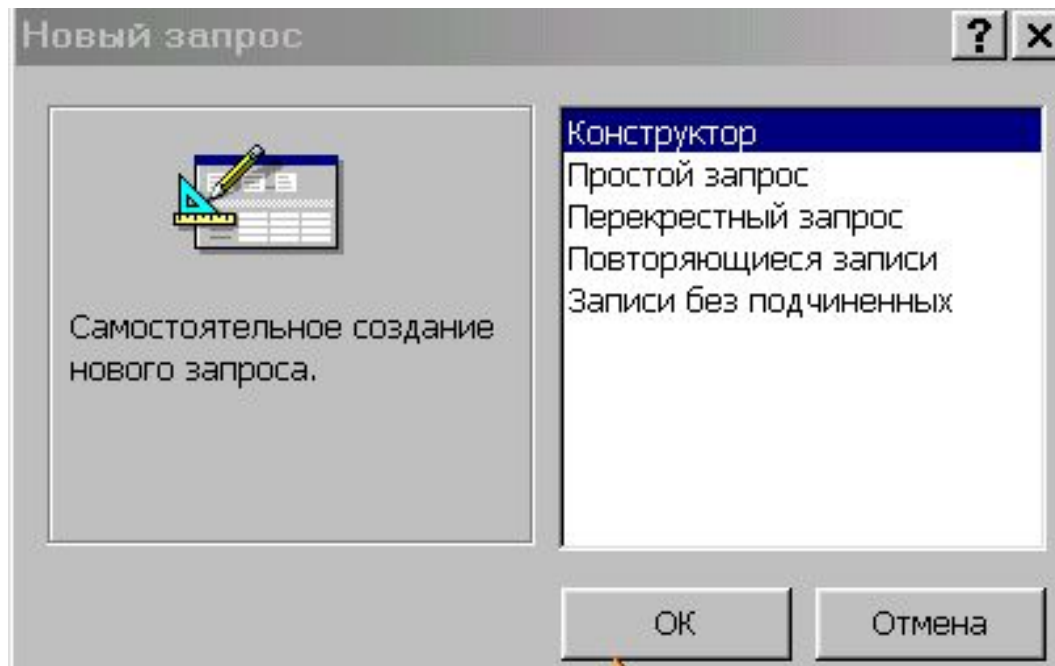 Новый запрос
Самостоятельное создание
нового запроса.
Конструктор
Простой запрос
Перекрестный запрос
Повторяющиеся записи
Записи без подчиненных
ОК
Отмена